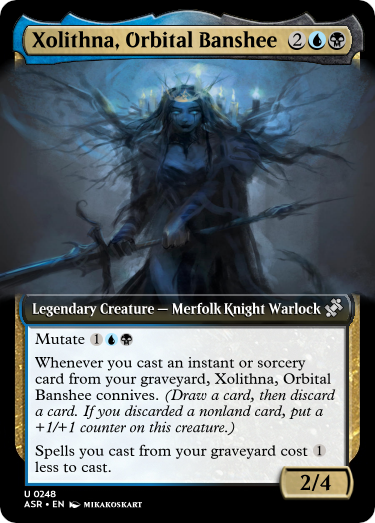 Xolithna, Orbital Banshee 2
Legendary Creature — Merfolk Knight Warlock
Mutate 1
Whenever you cast an instant or sorcery
card from your graveyard, Xolithna, Orbital
Banshee connives. (Draw a card, then discard
a card. If you discarded a nonland card, put a
+1/+1 counter on this creature.)
Spells you cast from your graveyard cost 1
less to cast.
2/4
U 0248
ASR • EN MIKAKOSKART